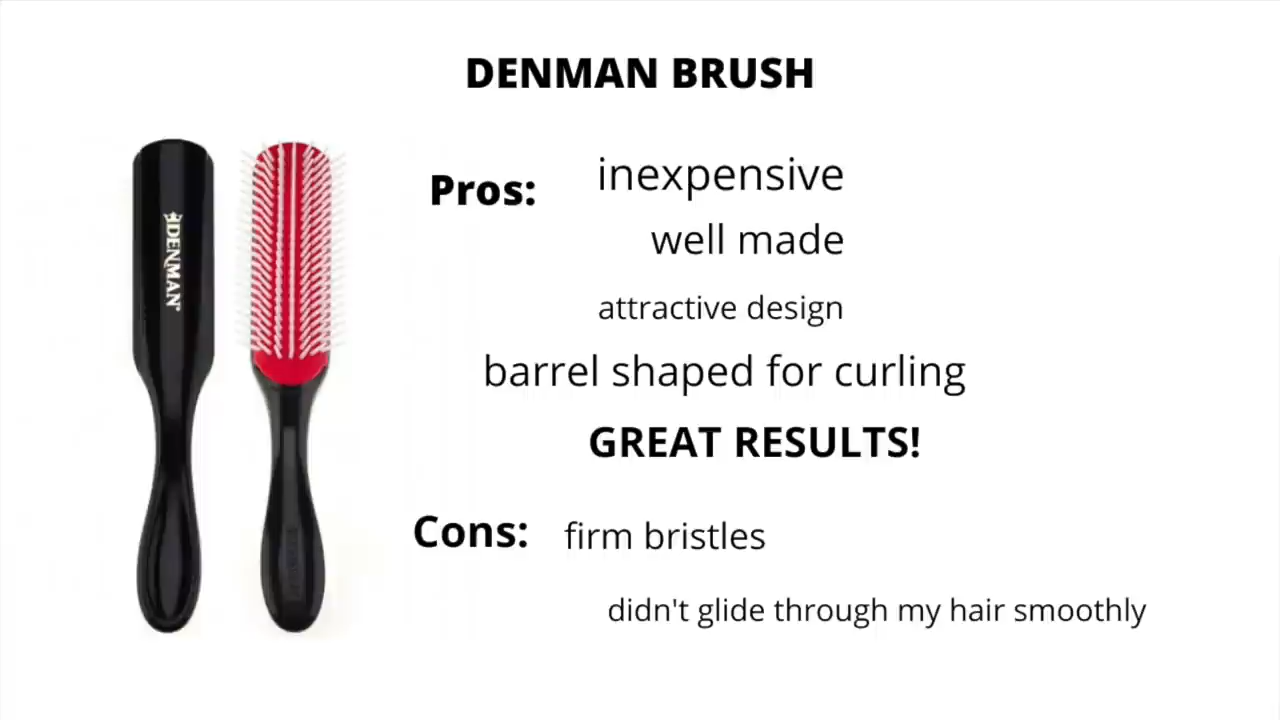 DENMAN BRUSH
DENMAN
Pros:
inexpensive
well made
attractive design
barrel shaped for curling
GREAT RESULTS!
Cons:
firm bristles
didn't glide through my hair smoothly